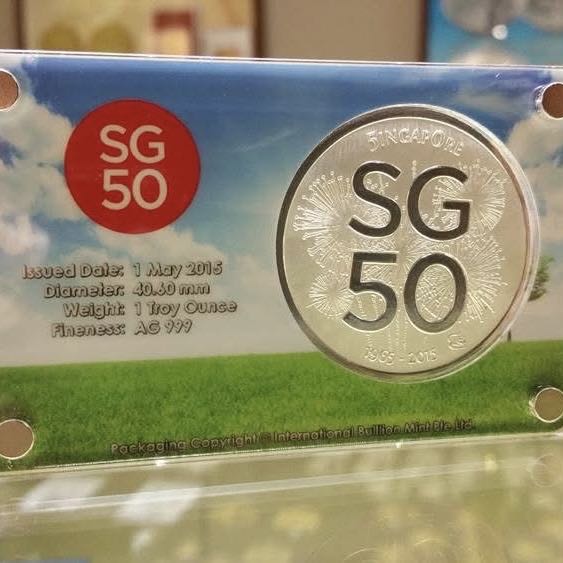 SG
50
Issued Date: 1 May 2015
Diameter: 40.60 mm
Weight: 1 Troy Ounce
Fineness: AG 999
SINGAPORE
SG
50
1965 - 2015
Packaging Copyright © International Bullion Mint Pte Ltd